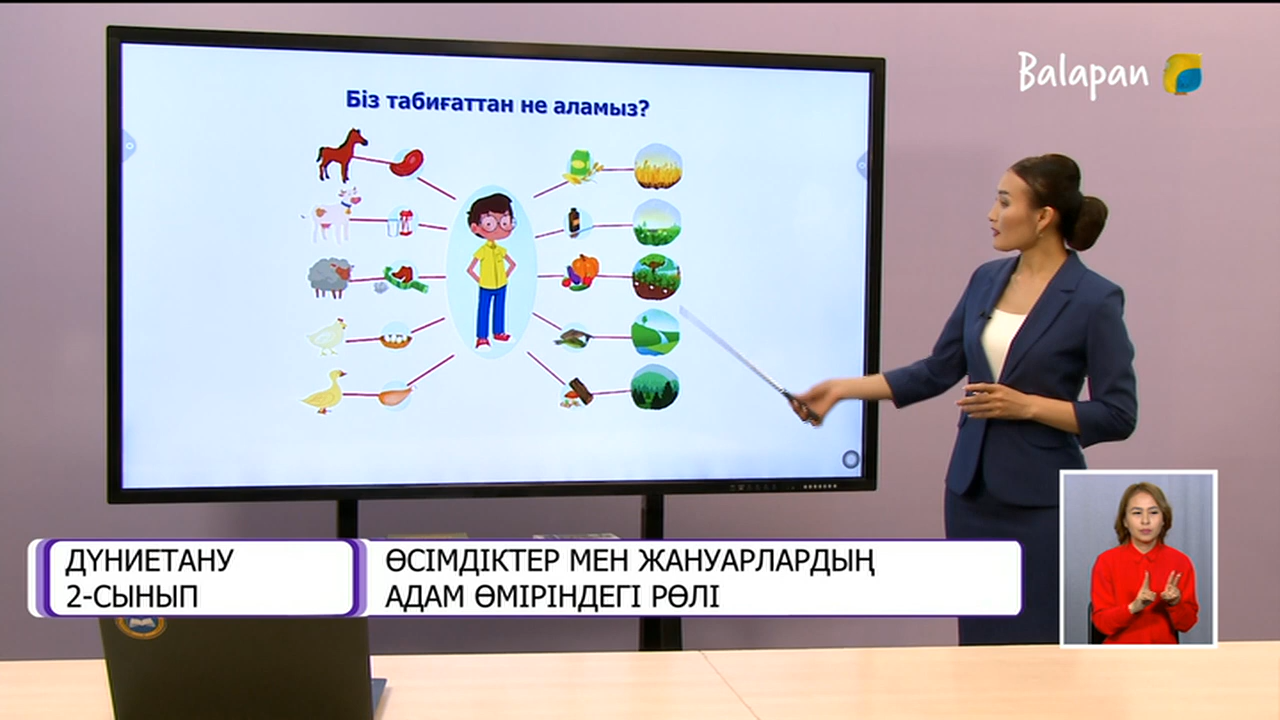 Balapan
Біз табиғаттан не аламыз?
ДҮНИЕТАНУ
2-СЫНЫП
ӨСІМДІКТЕР МЕН ЖАНУАРЛАРДЫҢ
АДАМ ӨМІРІНДЕГІ РӨЛІ